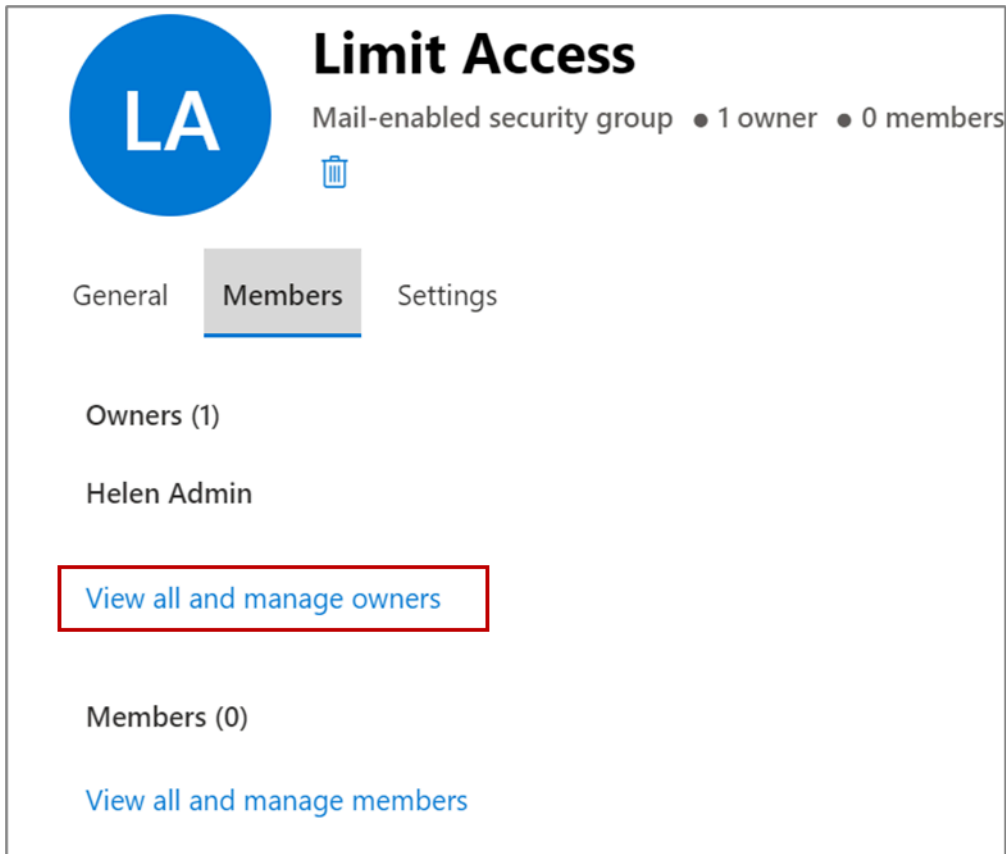 LA
Limit Access
Mail-enabled security group ● 1 owner ● 0 members
General Members Settings
Owners (1)
Helen Admin
View all and manage owners
Members (0)
View all and manage members